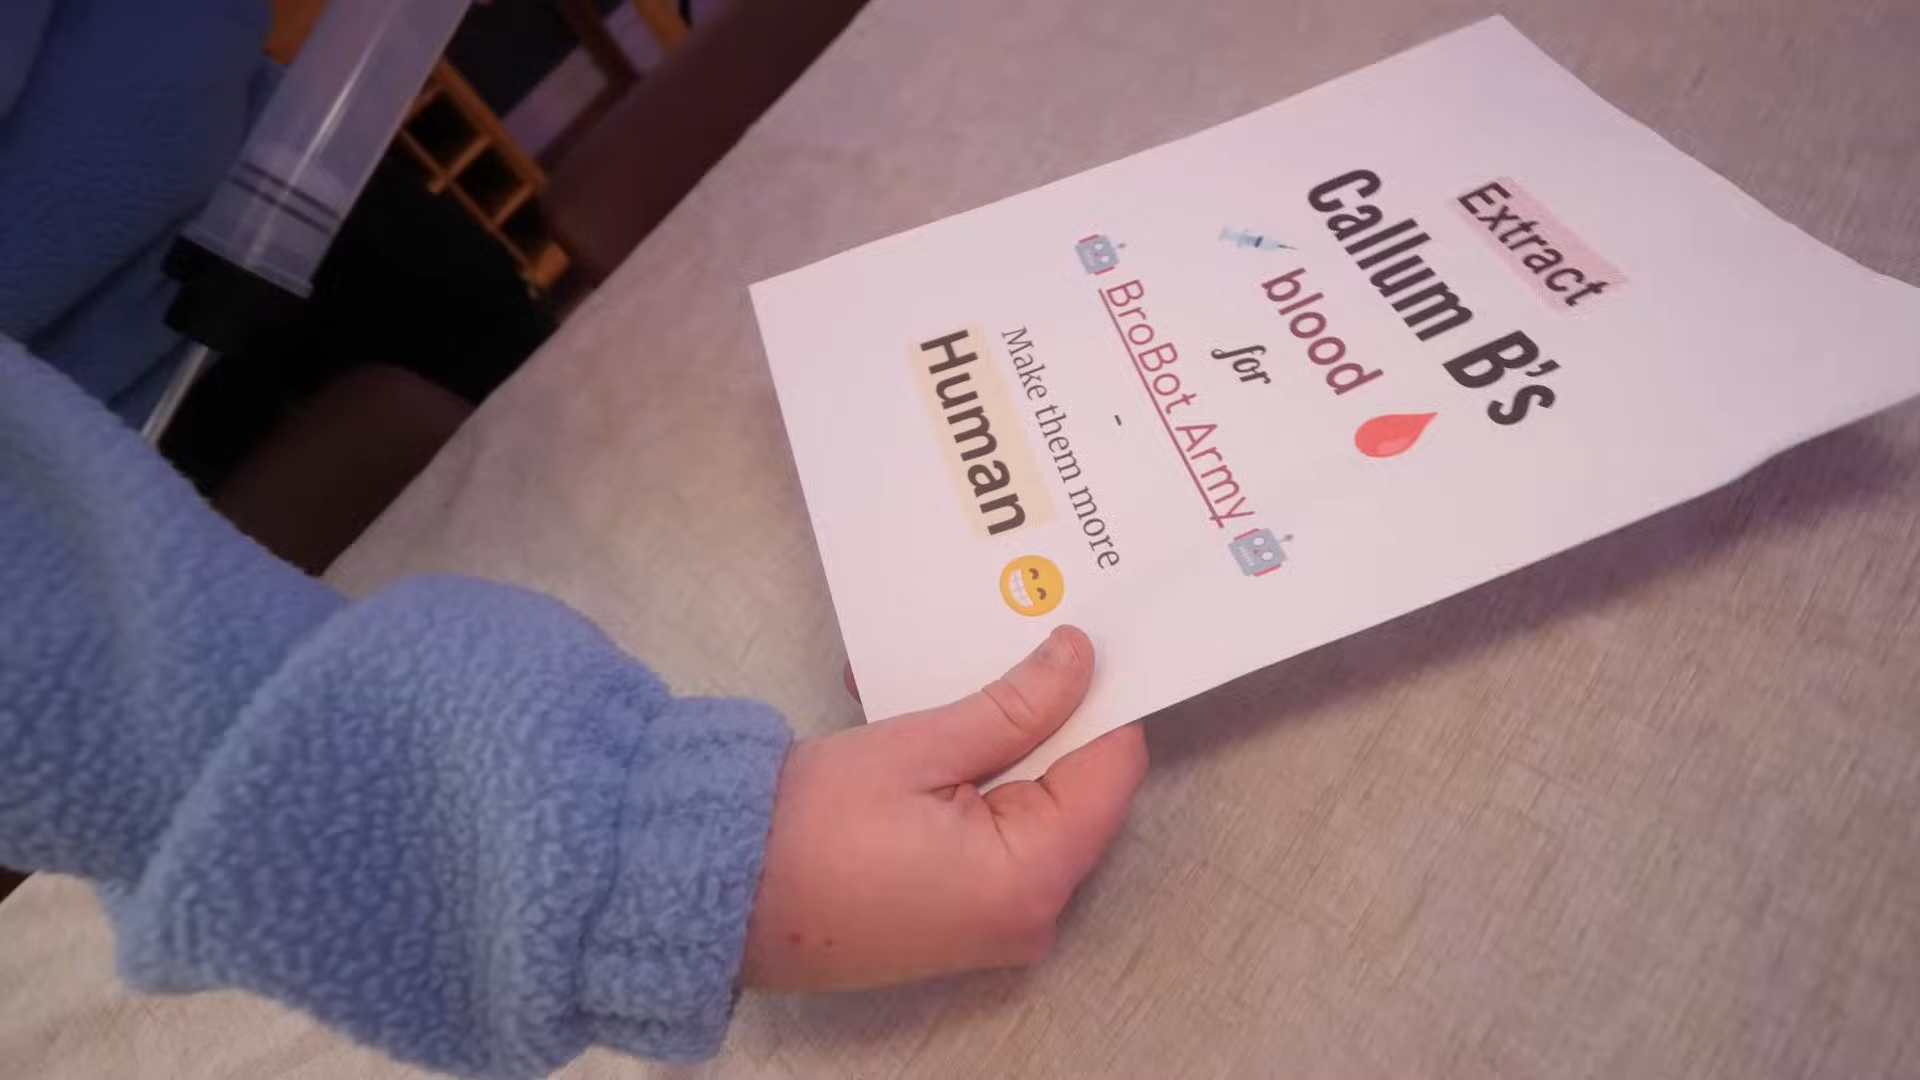 Extract
Callum B's
blood
for
BroBot Army
-
Make them more
Human